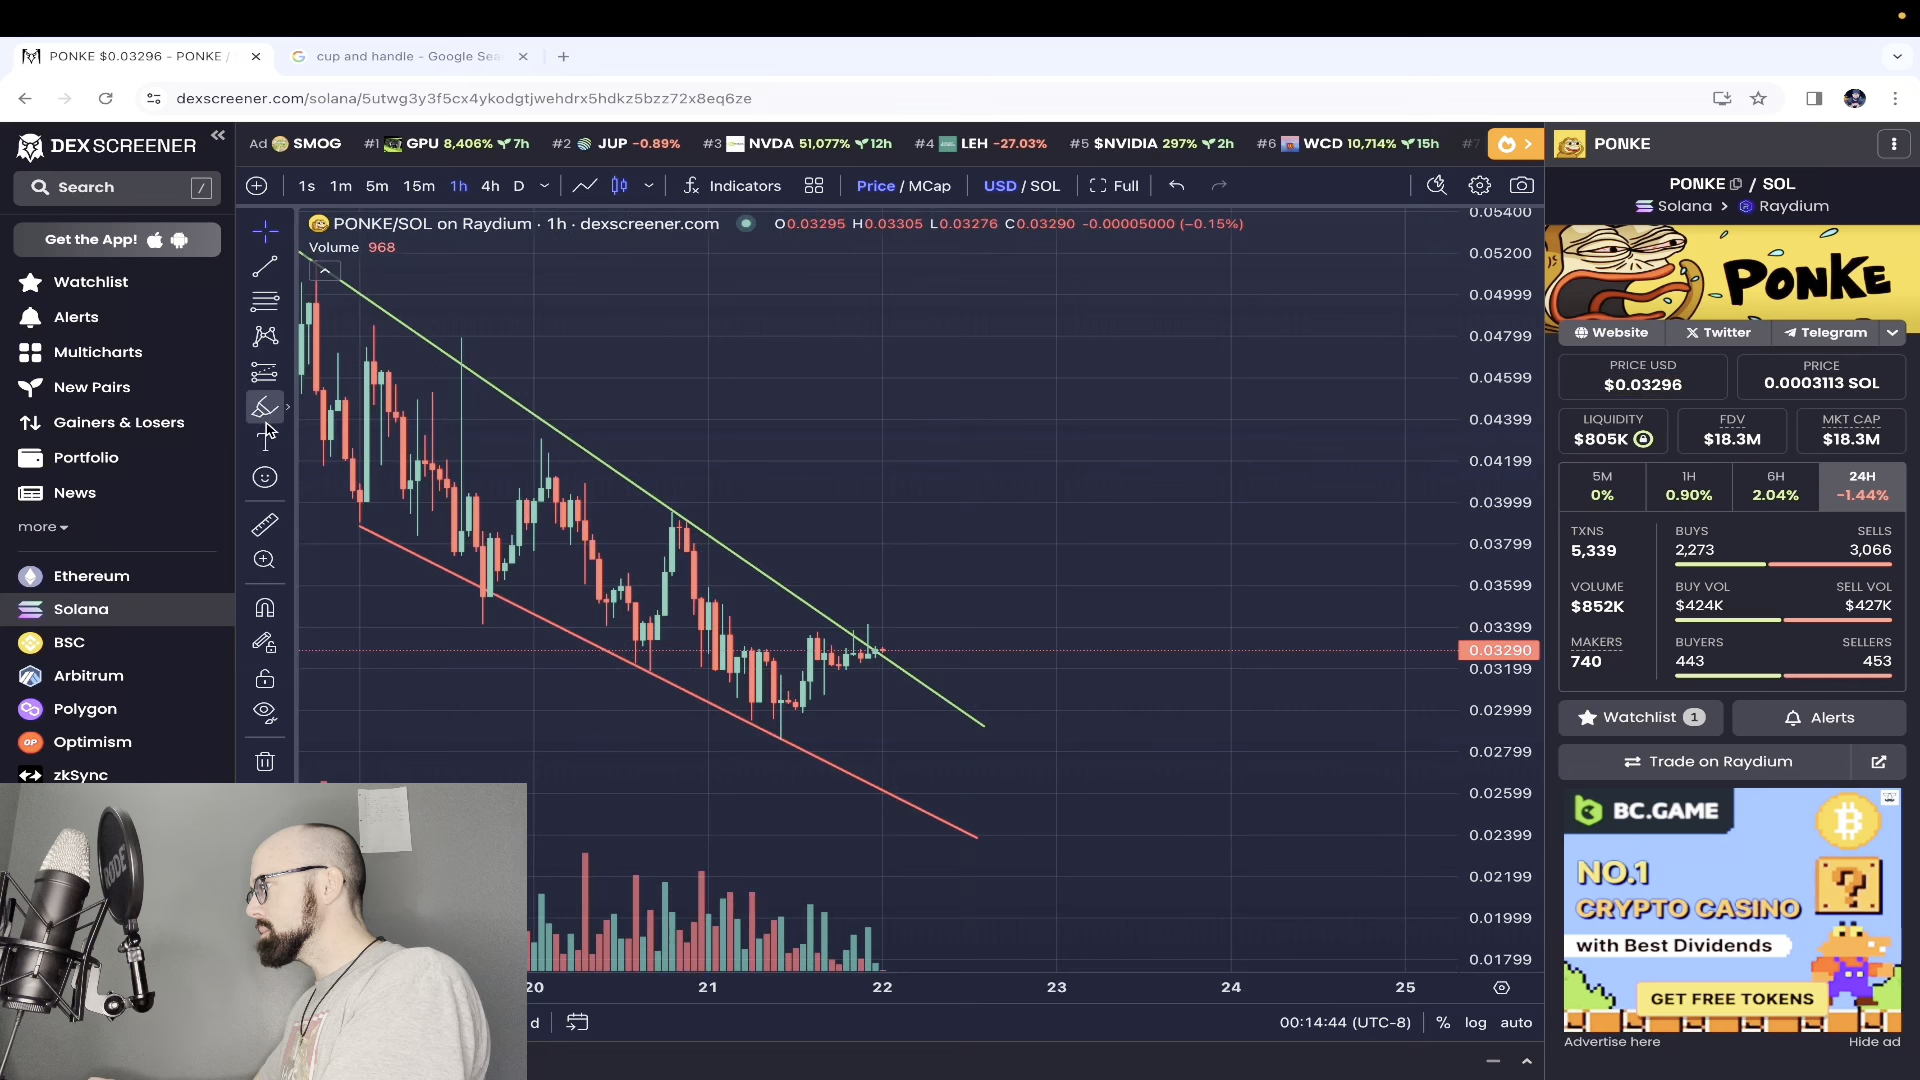 PONKE $0.03296 - PONKE /
cup and handle - Google Sea
dexscreener.com/solana/5utwg3y3f5cx4ykodgtjwehdrx5hdkz5bzz72x8eq6ze
DEX SCREENER
Ad SMOG #1 GPU 8,406% 7h #2 JUP -0.89% #3 NVDA 51,077% 12h #4 LEH -27.03% #5 $NVIDIA 297% 2h #6 WCD 10,714% 15h #7
PONKE
Search /
1s 1m 5m 15m 1h 4h D Indicators Price / MCap USD / SOL Full
PONKE / SOL
Solana > Raydium
PONKE/SOL on Raydium · 1h · dexscreener.com O0.03295 H0.03305 L0.03276 C0.03290 -0.00005000 (−0.15%)
Volume 968
Get the App!
Watchlist
Alerts
Multicharts
New Pairs
Gainers & Losers
Portfolio
News
more
Ethereum
Solana
BSC
Arbitrum
Polygon
Optimism
zkSync
0.05400
0.05200
0.04999
0.04799
0.04599
0.04399
0.04199
0.03999
0.03799
0.03599
0.03399
0.03290
0.03199
0.02999
0.02799
0.02599
0.02399
0.02199
0.01999
0.01799
20 21 22 23 24 25
d 00:14:44 (UTC-8) % log auto
RODE
PONKE
Website Twitter Telegram
PRICE USD
$0.03296
PRICE
0.0003113 SOL
LIQUIDITY
$805K
FDV
$18.3M
MKT CAP
$18.3M
5M 1H 6H 24H
0% 0.90% 2.04% -1.44%
TXNS
5,339
BUYS SELLS
2,273 3,066
VOLUME
$852K
BUY VOL SELL VOL
$424K $427K
MAKERS
740
BUYERS SELLERS
443 453
Watchlist 1 Alerts
Trade on Raydium
BC.GAME
NO.1
CRYPTO CASINO
with Best Dividends
GET FREE TOKENS
Advertise here Hide ad